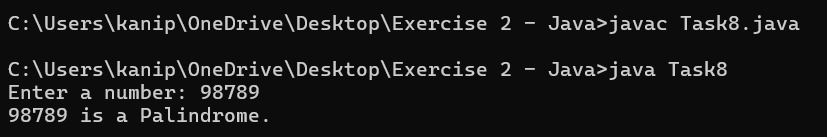 C:\Users\kanip\OneDrive\Desktop\Exercise 2 - Java>javac Task8.java
C:\Users\kanip\OneDrive\Desktop\Exercise 2 - Java>java Task8
Enter a number: 98789
98789 is a Palindrome.